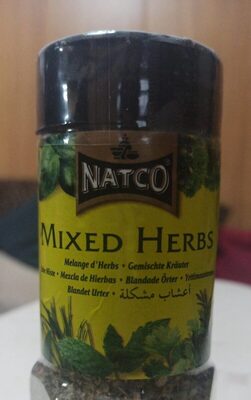 NATCO
MIXED HERBS
Melange d'Herbs • Gemischte Kräuter
Mezcla de Hierbas • Blandade Örter
Blandet Urter • أعشاب مشكلة